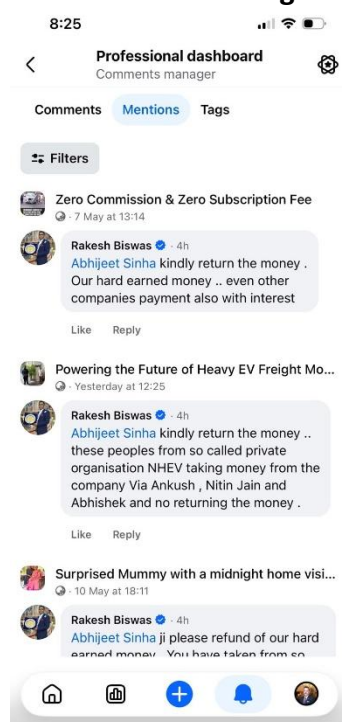 8:25
Professional dashboard
Comments manager
Comments Mentions Tags
Filters
Zero Commission & Zero Subscription Fee
· 7 May at 13:14
Rakesh Biswas · 4h
Abhijeet Sinha kindly return the money .
Our hard earned money .. even other
companies payment also with interest
Like Reply
Powering the Future of Heavy EV Freight Mo...
· Yesterday at 12:25
Rakesh Biswas · 4h
Abhijeet Sinha kindly return the money ..
these peoples from so called private
organisation NHEV taking money from the
company Via Ankush , Nitin Jain and
Abhishek and no returning the money .
Like Reply
Surprised Mummy with a midnight home visi...
· 10 May at 18:11
Rakesh Biswas · 4h
Abhijeet Sinha ji please refund of our hard
earned money . You have taken from so